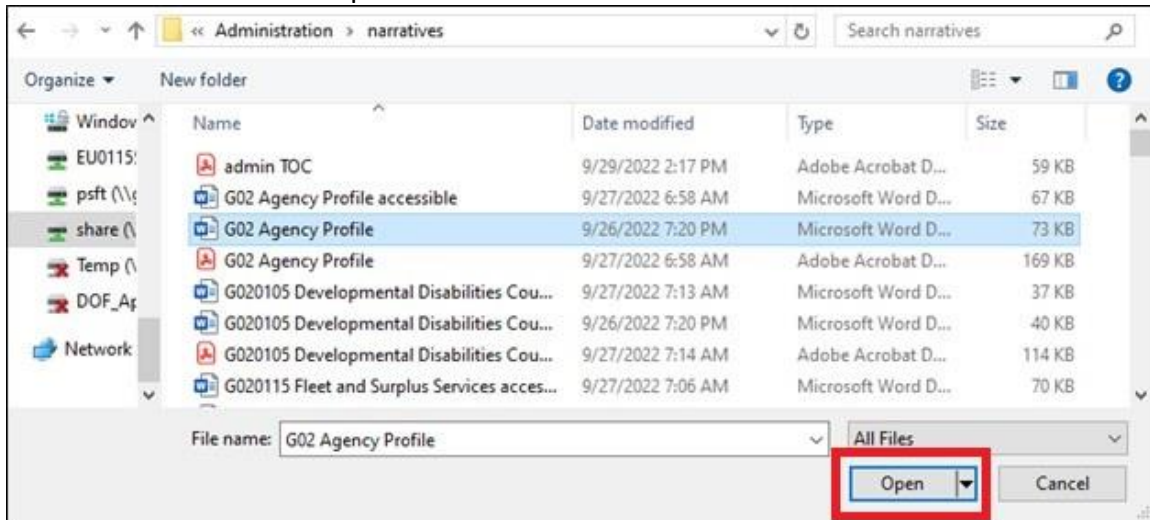 « Administration > narratives Search narratives
Organize New folder
Name Date modified Type Size
Windov
EU0115
psft (\\g
share (\
Temp (\
DOF_Ap
Network
admin TOC 9/29/2022 2:17 PM Adobe Acrobat D... 59 KB
G02 Agency Profile accessible 9/27/2022 6:58 AM Microsoft Word D... 67 KB
G02 Agency Profile 9/26/2022 7:20 PM Microsoft Word D... 73 KB
G02 Agency Profile 9/27/2022 6:58 AM Adobe Acrobat D... 169 KB
G020105 Developmental Disabilities Cou... 9/27/2022 7:13 AM Microsoft Word D... 37 KB
G020105 Developmental Disabilities Cou... 9/26/2022 7:20 PM Microsoft Word D... 40 KB
G020105 Developmental Disabilities Cou... 9/27/2022 7:14 AM Adobe Acrobat D... 114 KB
G020115 Fleet and Surplus Services acces... 9/27/2022 7:06 AM Microsoft Word D... 70 KB
File name: G02 Agency Profile All Files
Open Cancel